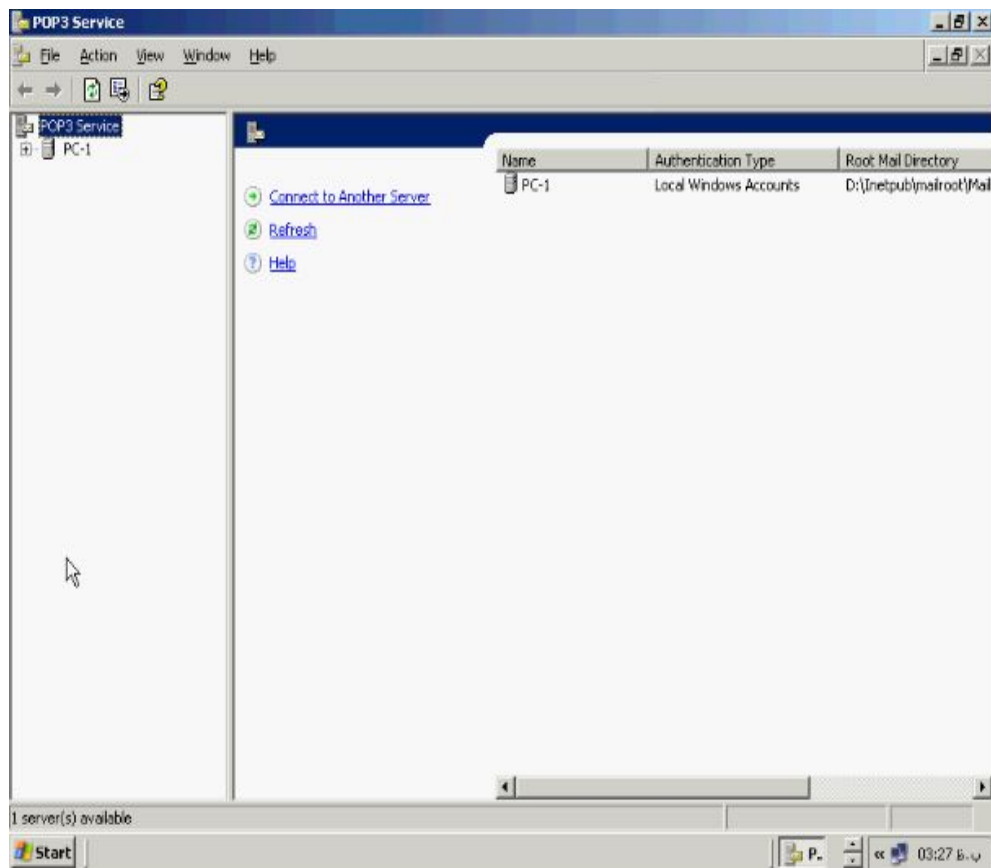 POP3 Service
File Action View Window Help
POP3 Service
PC-1
Connect to Another Server
Refresh
Help
Name Authentication Type Root Mail Directory
PC-1 Local Windows Accounts D:\Inetpub\mailroot\Mail
1 server(s) available
Start P. 03:27 ب.ظ